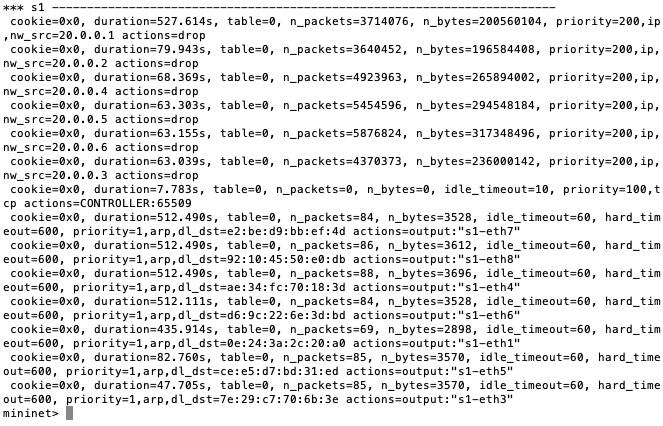 *** s1 ------------------------------------------------------------------------
 cookie=0x0, duration=527.614s, table=0, n_packets=3714076, n_bytes=200560104, priority=200,ip
,nw_src=20.0.0.1 actions=drop
 cookie=0x0, duration=79.943s, table=0, n_packets=3640452, n_bytes=196584408, priority=200,ip,
nw_src=20.0.0.2 actions=drop
 cookie=0x0, duration=68.369s, table=0, n_packets=4923963, n_bytes=265894002, priority=200,ip,
nw_src=20.0.0.4 actions=drop
 cookie=0x0, duration=63.303s, table=0, n_packets=5454596, n_bytes=294548184, priority=200,ip,
nw_src=20.0.0.5 actions=drop
 cookie=0x0, duration=63.155s, table=0, n_packets=5876824, n_bytes=317348496, priority=200,ip,
nw_src=20.0.0.6 actions=drop
 cookie=0x0, duration=63.039s, table=0, n_packets=4370373, n_bytes=236000142, priority=200,ip,
nw_src=20.0.0.3 actions=drop
 cookie=0x0, duration=7.783s, table=0, n_packets=0, n_bytes=0, idle_timeout=10, priority=100,t
cp actions=CONTROLLER:65509
 cookie=0x0, duration=512.490s, table=0, n_packets=84, n_bytes=3528, idle_timeout=60, hard_tim
eout=600, priority=1,arp,dl_dst=e2:be:d9:bb:ef:4d actions=output:"s1-eth7"
 cookie=0x0, duration=512.490s, table=0, n_packets=86, n_bytes=3612, idle_timeout=60, hard_tim
eout=600, priority=1,arp,dl_dst=92:10:45:50:e0:db actions=output:"s1-eth8"
 cookie=0x0, duration=512.490s, table=0, n_packets=88, n_bytes=3696, idle_timeout=60, hard_tim
eout=600, priority=1,arp,dl_dst=ae:34:fc:70:18:3d actions=output:"s1-eth4"
 cookie=0x0, duration=512.111s, table=0, n_packets=84, n_bytes=3528, idle_timeout=60, hard_tim
eout=600, priority=1,arp,dl_dst=d6:9c:22:6e:3d:bd actions=output:"s1-eth6"
 cookie=0x0, duration=435.914s, table=0, n_packets=69, n_bytes=2898, idle_timeout=60, hard_tim
eout=600, priority=1,arp,dl_dst=0e:24:3a:2c:20:a0 actions=output:"s1-eth1"
 cookie=0x0, duration=82.760s, table=0, n_packets=85, n_bytes=3570, idle_timeout=60, hard_time
out=600, priority=1,arp,dl_dst=ce:e5:d7:bd:31:ed actions=output:"s1-eth5"
 cookie=0x0, duration=47.705s, table=0, n_packets=85, n_bytes=3570, idle_timeout=60, hard_time
out=600, priority=1,arp,dl_dst=7e:29:c7:70:6b:3e actions=output:"s1-eth3"
mininet>